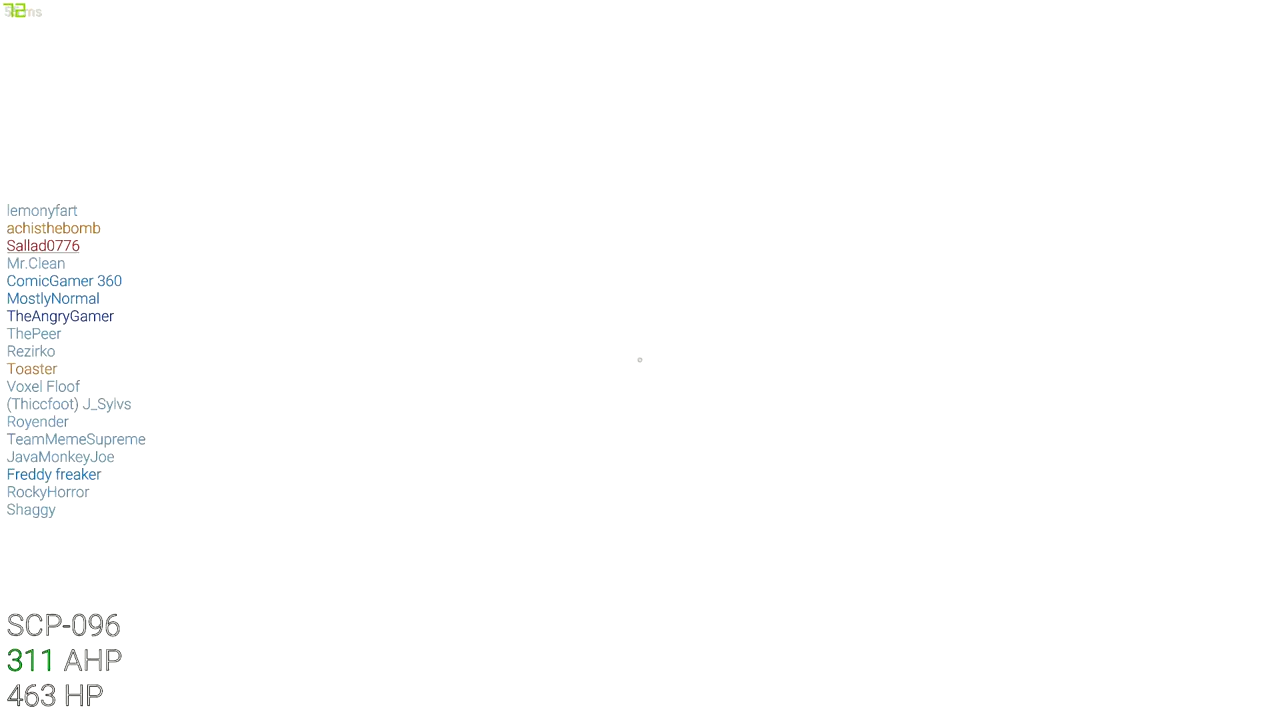 72
lemonyfart
achisthebomb
Sallad0776
Mr.Clean
ComicGamer 360
MostlyNormal
TheAngryGamer
ThePeer
Rezirko
Toaster
Voxel Floof
(Thiccfoot) J_Sylvs
Royender
TeamMemeSupreme
JavaMonkeyJoe
Freddy freaker
RockyHorror
Shaggy
SCP-096
311 AHP
463 HP